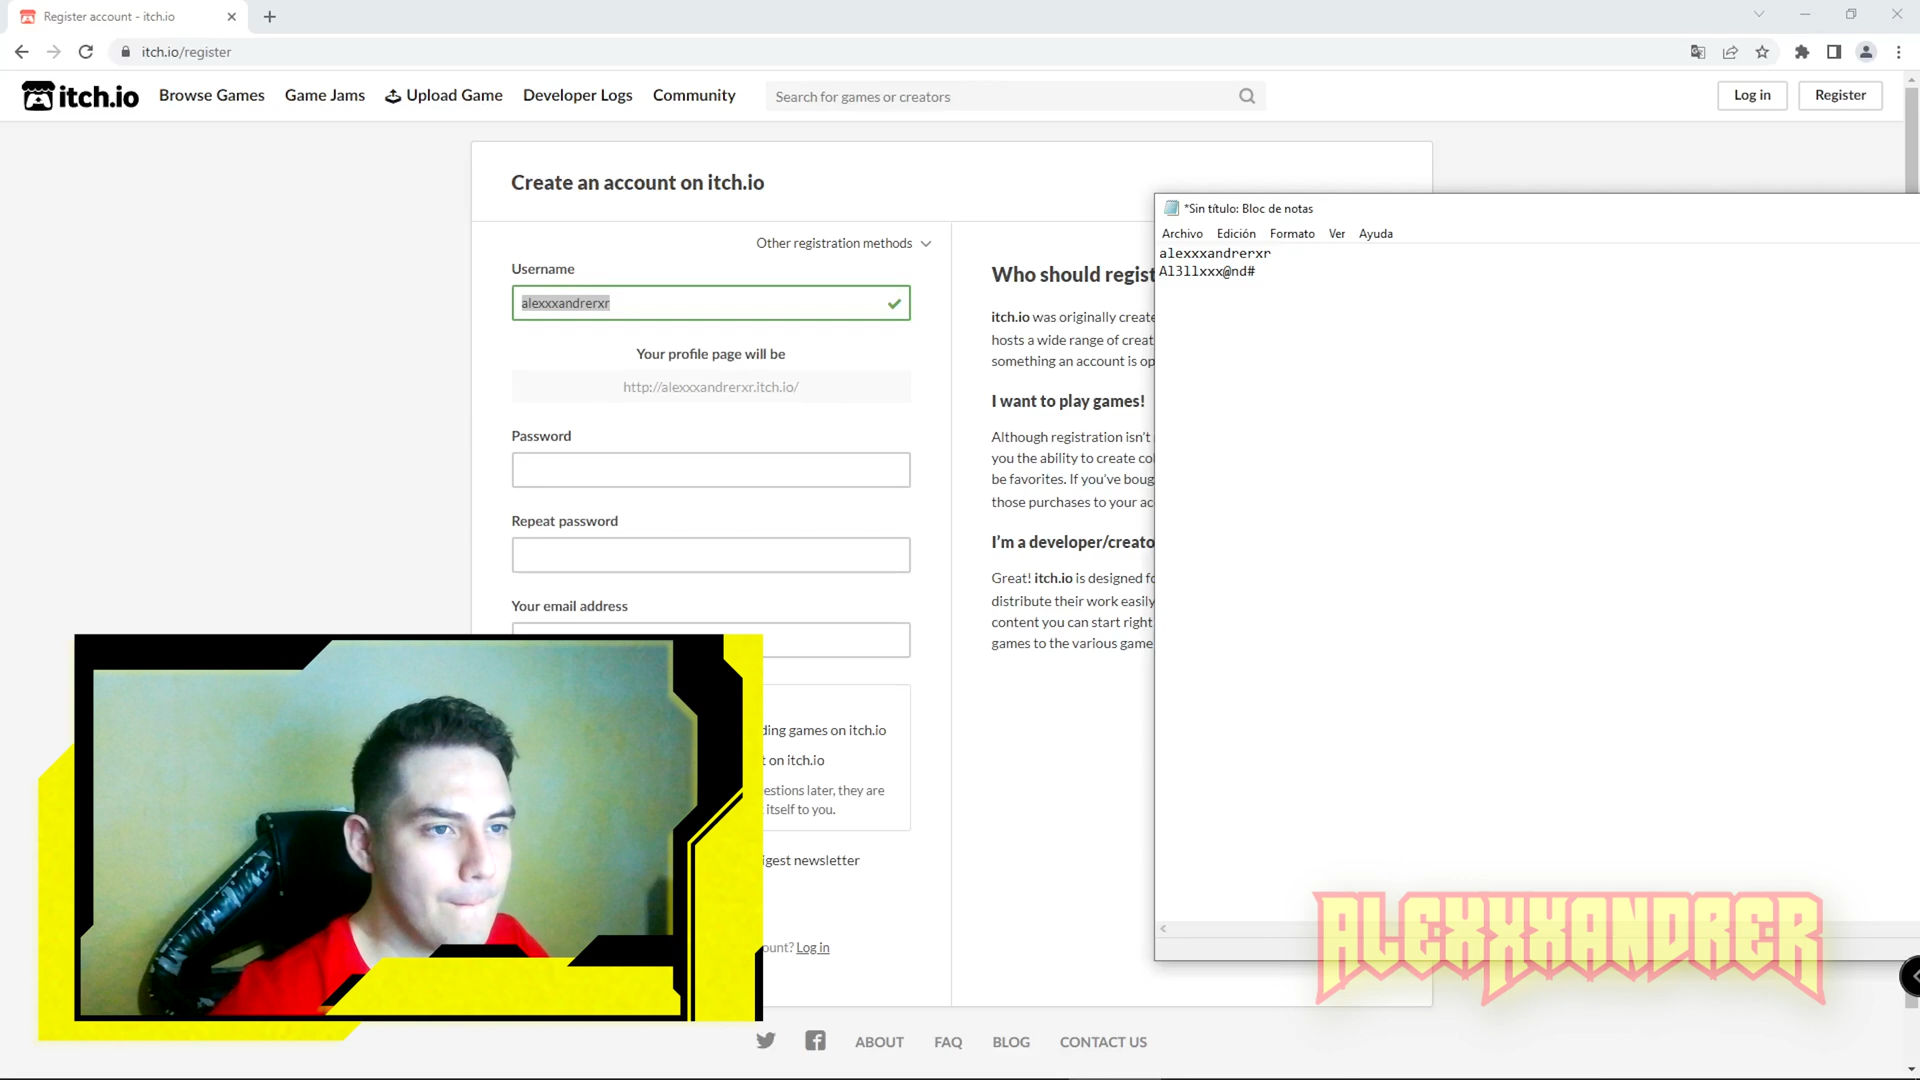 Register account - itch.io
itch.io/register
itch.io Browse Games Game Jams Upload Game Developer Logs Community Search for games or creators Log in Register
Create an account on itch.io
Other registration methods
Username
alexxxandrerxr
Your profile page will be
http://alexxxandrerxr.itch.io/
Password
Repeat password
Your email address
ding games on itch.io
t on itch.io
estions later, they are
itself to you.
igest newsletter
ount? Log in
Who should regist
itch.io was originally create
hosts a wide range of creat
something an account is op
I want to play games!
Although registration isn't
you the ability to create co
be favorites. If you've boug
those purchases to your ac
I'm a developer/creato
Great! itch.io is designed fo
distribute their work easily
content you can start right
games to the various game
*Sin título: Bloc de notas
Archivo Edición Formato Ver Ayuda
alexxxandrerxr
Al3llxxx@nd#
ALEXXXANDRER
ABOUT FAQ BLOG CONTACT US